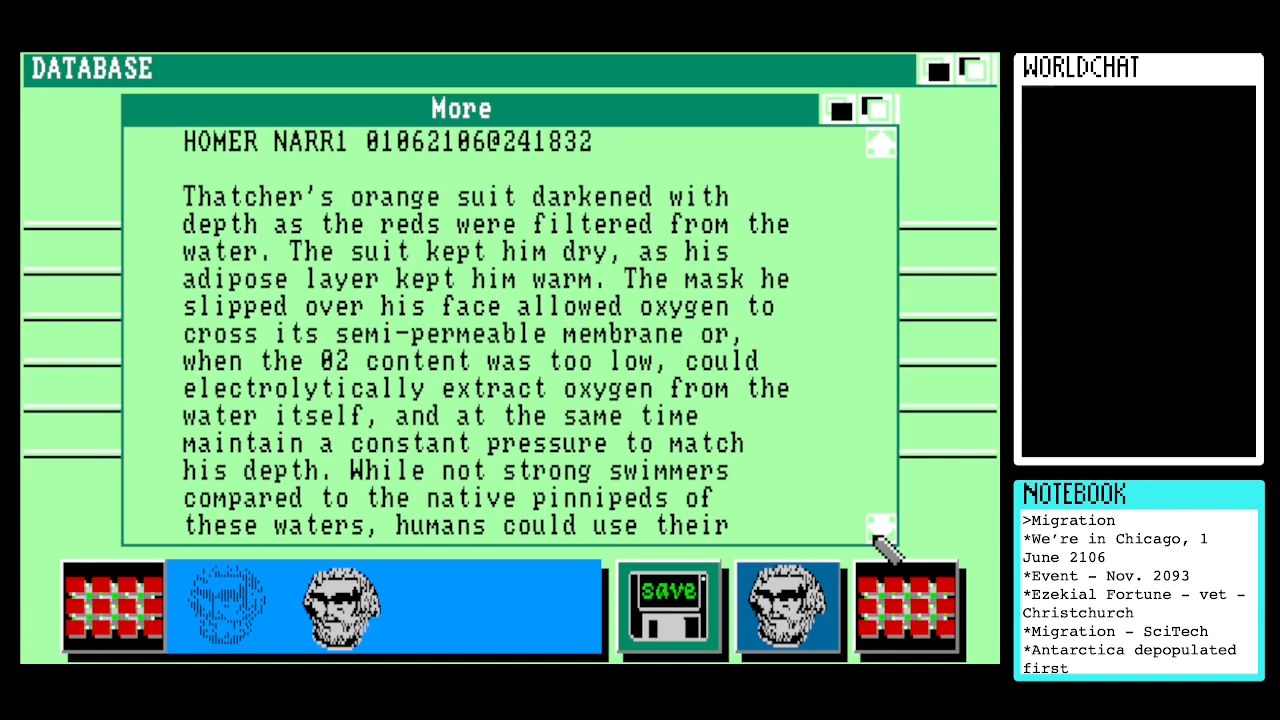 DATABASE
More
HOMER NARR1 01062106@241832
Thatcher's orange suit darkened with
depth as the reds were filtered from the
water. The suit kept him dry, as his
adipose layer kept him warm. The mask he
slipped over his face allowed oxygen to
cross its semi-permeable membrane or,
when the 02 content was too low, could
electrolytically extract oxygen from the
water itself, and at the same time
maintain a constant pressure to match
his depth. While not strong swimmers
compared to the native pinnipeds of
these waters, humans could use their
save
WORLDCHAT
NOTEBOOK
>Migration
*We're in Chicago, 1
June 2106
*Event - Nov. 2093
*Ezekial Fortune - vet -
Christchurch
*Migration - SciTech
*Antarctica depopulated
first